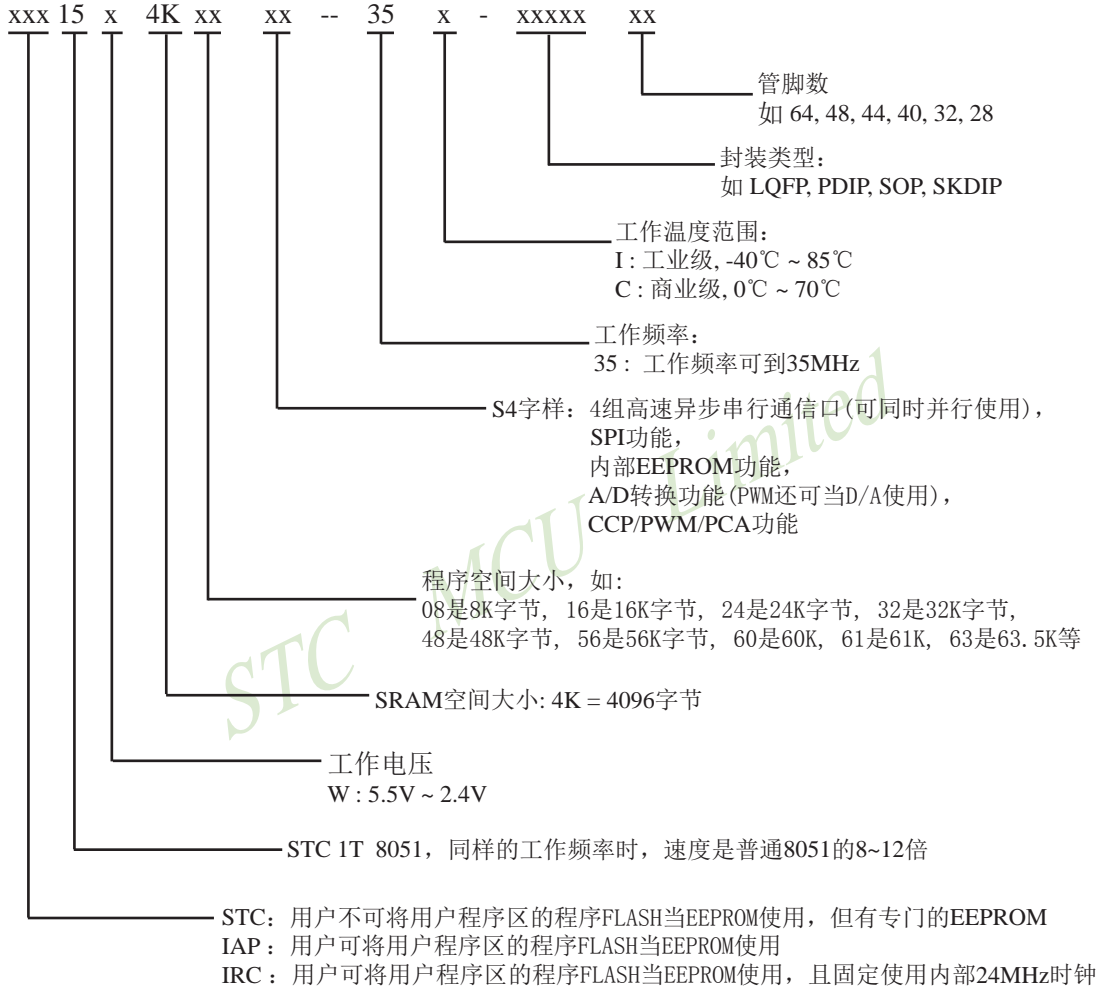 xxx 15 x 4K xx xx -- 35 x - xxxxx xx
管脚数
如 64, 48, 44, 40, 32, 28
封装类型：
如 LQFP, PDIP, SOP, SKDIP
工作温度范围：
I : 工业级, -40℃ ~ 85℃
C : 商业级, 0℃ ~ 70℃
工作频率：
35 : 工作频率可到35MHz
S4字样：4组高速异步串行通信口(可同时并行使用)，
SPI功能，
内部EEPROM功能，
A/D转换功能(PWM还可当D/A使用)，
CCP/PWM/PCA功能
程序空间大小，如:
08是8K字节, 16是16K字节, 24是24K字节, 32是32K字节,
48是48K字节, 56是56K字节, 60是60K, 61是61K, 63是63.5K等
SRAM空间大小: 4K = 4096字节
工作电压
W : 5.5V ~ 2.4V
STC 1T 8051，同样的工作频率时，速度是普通8051的8~12倍
STC：用户不可将用户程序区的程序FLASH当EEPROM使用，但有专门的EEPROM
IAP：用户可将用户程序区的程序FLASH当EEPROM使用
IRC：用户可将用户程序区的程序FLASH当EEPROM使用，且固定使用内部24MHz时钟
STC MCU Limited